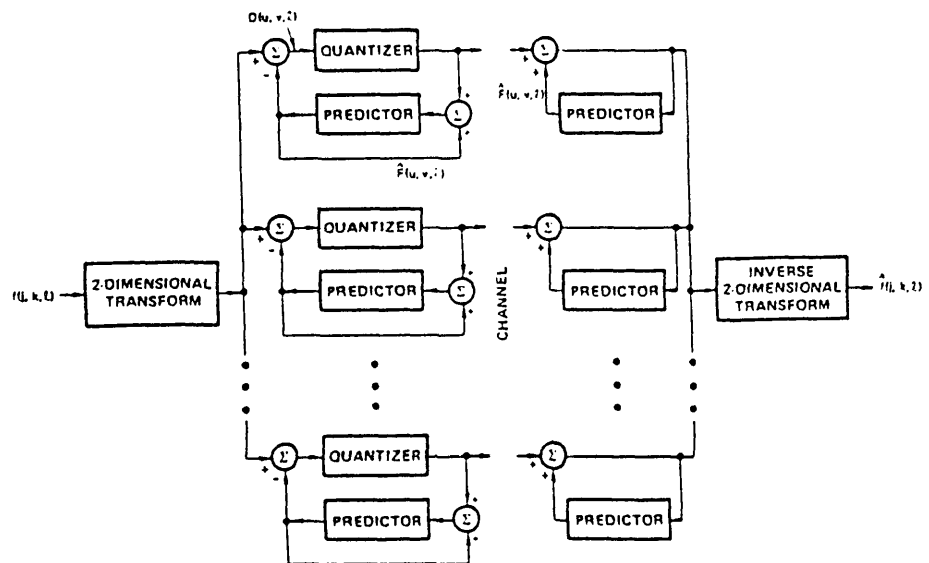 D(u, v, ℓ)
Σ
QUANTIZER
Σ
+
-
+
+
F̂(u, v, ℓ)
PREDICTOR
Σ
+
+
PREDICTOR
F̂(u, v, ℓ)
Σ
QUANTIZER
Σ
+
-
+
+
PREDICTOR
Σ
+
+
PREDICTOR
f(j, k, ℓ)
2-DIMENSIONAL
TRANSFORM
CHANNEL
INVERSE
2-DIMENSIONAL
TRANSFORM
f̂(j, k, ℓ)
Σ
QUANTIZER
Σ
+
-
+
+
+
PREDICTOR
Σ
-
PREDICTOR